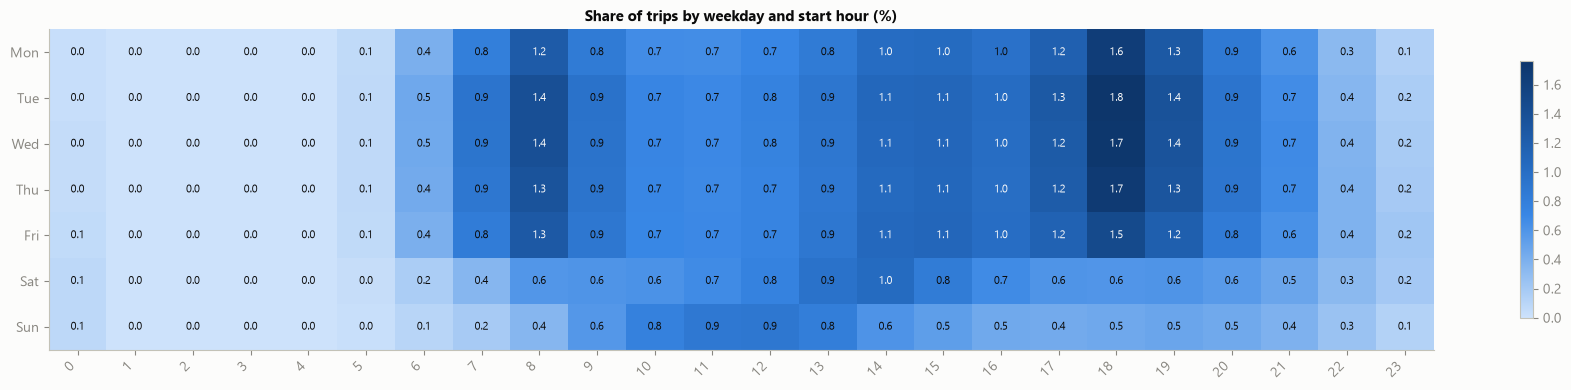 Share of trips by weekday and start hour (%)
Mon 0.0 0.0 0.0 0.0 0.0 0.1 0.4 0.8 1.2 0.8 0.7 0.7 0.7 0.8 1.0 1.0 1.0 1.2 1.6 1.3 0.9 0.6 0.3 0.1
Tue 0.0 0.0 0.0 0.0 0.0 0.1 0.5 0.9 1.4 0.9 0.7 0.7 0.8 0.9 1.1 1.1 1.0 1.3 1.8 1.4 0.9 0.7 0.4 0.2
Wed 0.0 0.0 0.0 0.0 0.0 0.1 0.5 0.9 1.4 0.9 0.7 0.7 0.8 0.9 1.1 1.1 1.0 1.2 1.7 1.4 0.9 0.7 0.4 0.2
Thu 0.0 0.0 0.0 0.0 0.0 0.1 0.4 0.9 1.3 0.9 0.7 0.7 0.7 0.9 1.1 1.1 1.0 1.2 1.7 1.3 0.9 0.7 0.4 0.2
Fri 0.1 0.0 0.0 0.0 0.0 0.1 0.4 0.8 1.3 0.9 0.7 0.7 0.7 0.9 1.1 1.1 1.0 1.2 1.5 1.2 0.8 0.6 0.4 0.2
Sat 0.1 0.0 0.0 0.0 0.0 0.0 0.2 0.4 0.6 0.6 0.6 0.7 0.8 0.9 1.0 0.8 0.7 0.6 0.6 0.6 0.6 0.5 0.3 0.2
Sun 0.1 0.0 0.0 0.0 0.0 0.0 0.1 0.2 0.4 0.6 0.8 0.9 0.9 0.8 0.6 0.5 0.5 0.4 0.5 0.5 0.5 0.4 0.3 0.1
0 1 2 3 4 5 6 7 8 9 10 11 12 13 14 15 16 17 18 19 20 21 22 23
1.6
1.4
1.2
1.0
0.8
0.6
0.4
0.2
0.0